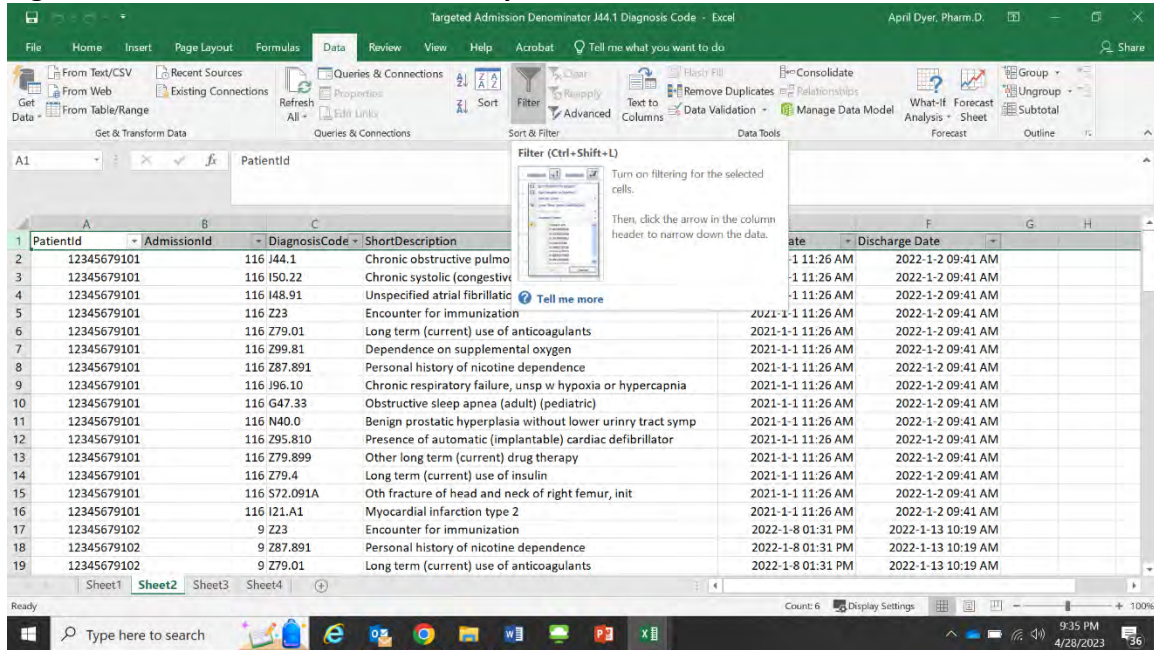 Targeted Admission Denominator J44.1 Diagnosis Code - Excel April Dyer, Pharm.D.
File Home Insert Page Layout Formulas Data Review View Help Acrobat Tell me what you want to do Share
From Text/CSV Recent Sources Queries & Connections Clear Flash Fill Consolidate Group
From Web Existing Connections Properties Reapply Remove Duplicates Relationships Ungroup
Get Data From Table/Range Refresh All Edit Links Sort Filter Advanced Text to Columns Data Validation Manage Data Model What-If Analysis Forecast Sheet Subtotal
Get & Transform Data Queries & Connections Sort & Filter Data Tools Forecast Outline
A1 fx PatientId
Filter (Ctrl+Shift+L)
Turn on filtering for the selected
cells.
Then, click the arrow in the column
header to narrow down the data.
Tell me more
A B C F G H
1 PatientId AdmissionId DiagnosisCode ShortDescription ate Discharge Date
2 12345679101 116 J44.1 Chronic obstructive pulmo -1 11:26 AM 2022-1-2 09:41 AM
3 12345679101 116 I50.22 Chronic systolic (congestive -1 11:26 AM 2022-1-2 09:41 AM
4 12345679101 116 I48.91 Unspecified atrial fibrillatio -1 11:26 AM 2022-1-2 09:41 AM
5 12345679101 116 Z23 Encounter for immunization 2021-1-1 11:26 AM 2022-1-2 09:41 AM
6 12345679101 116 Z79.01 Long term (current) use of anticoagulants 2021-1-1 11:26 AM 2022-1-2 09:41 AM
7 12345679101 116 Z99.81 Dependence on supplemental oxygen 2021-1-1 11:26 AM 2022-1-2 09:41 AM
8 12345679101 116 Z87.891 Personal history of nicotine dependence 2021-1-1 11:26 AM 2022-1-2 09:41 AM
9 12345679101 116 J96.10 Chronic respiratory failure, unsp w hypoxia or hypercapnia 2021-1-1 11:26 AM 2022-1-2 09:41 AM
10 12345679101 116 G47.33 Obstructive sleep apnea (adult) (pediatric) 2021-1-1 11:26 AM 2022-1-2 09:41 AM
11 12345679101 116 N40.0 Benign prostatic hyperplasia without lower urinry tract symp 2021-1-1 11:26 AM 2022-1-2 09:41 AM
12 12345679101 116 Z95.810 Presence of automatic (implantable) cardiac defibrillator 2021-1-1 11:26 AM 2022-1-2 09:41 AM
13 12345679101 116 Z79.899 Other long term (current) drug therapy 2021-1-1 11:26 AM 2022-1-2 09:41 AM
14 12345679101 116 Z79.4 Long term (current) use of insulin 2021-1-1 11:26 AM 2022-1-2 09:41 AM
15 12345679101 116 S72.091A Oth fracture of head and neck of right femur, init 2021-1-1 11:26 AM 2022-1-2 09:41 AM
16 12345679101 116 I21.A1 Myocardial infarction type 2 2021-1-1 11:26 AM 2022-1-2 09:41 AM
17 12345679102 9 Z23 Encounter for immunization 2022-1-8 01:31 PM 2022-1-13 10:19 AM
18 12345679102 9 Z87.891 Personal history of nicotine dependence 2022-1-8 01:31 PM 2022-1-13 10:19 AM
19 12345679102 9 Z79.01 Long term (current) use of anticoagulants 2022-1-8 01:31 PM 2022-1-13 10:19 AM
Sheet1 Sheet2 Sheet3 Sheet4
Ready Count: 6 Display Settings 100%
Type here to search 9:35 PM
4/28/2023 36